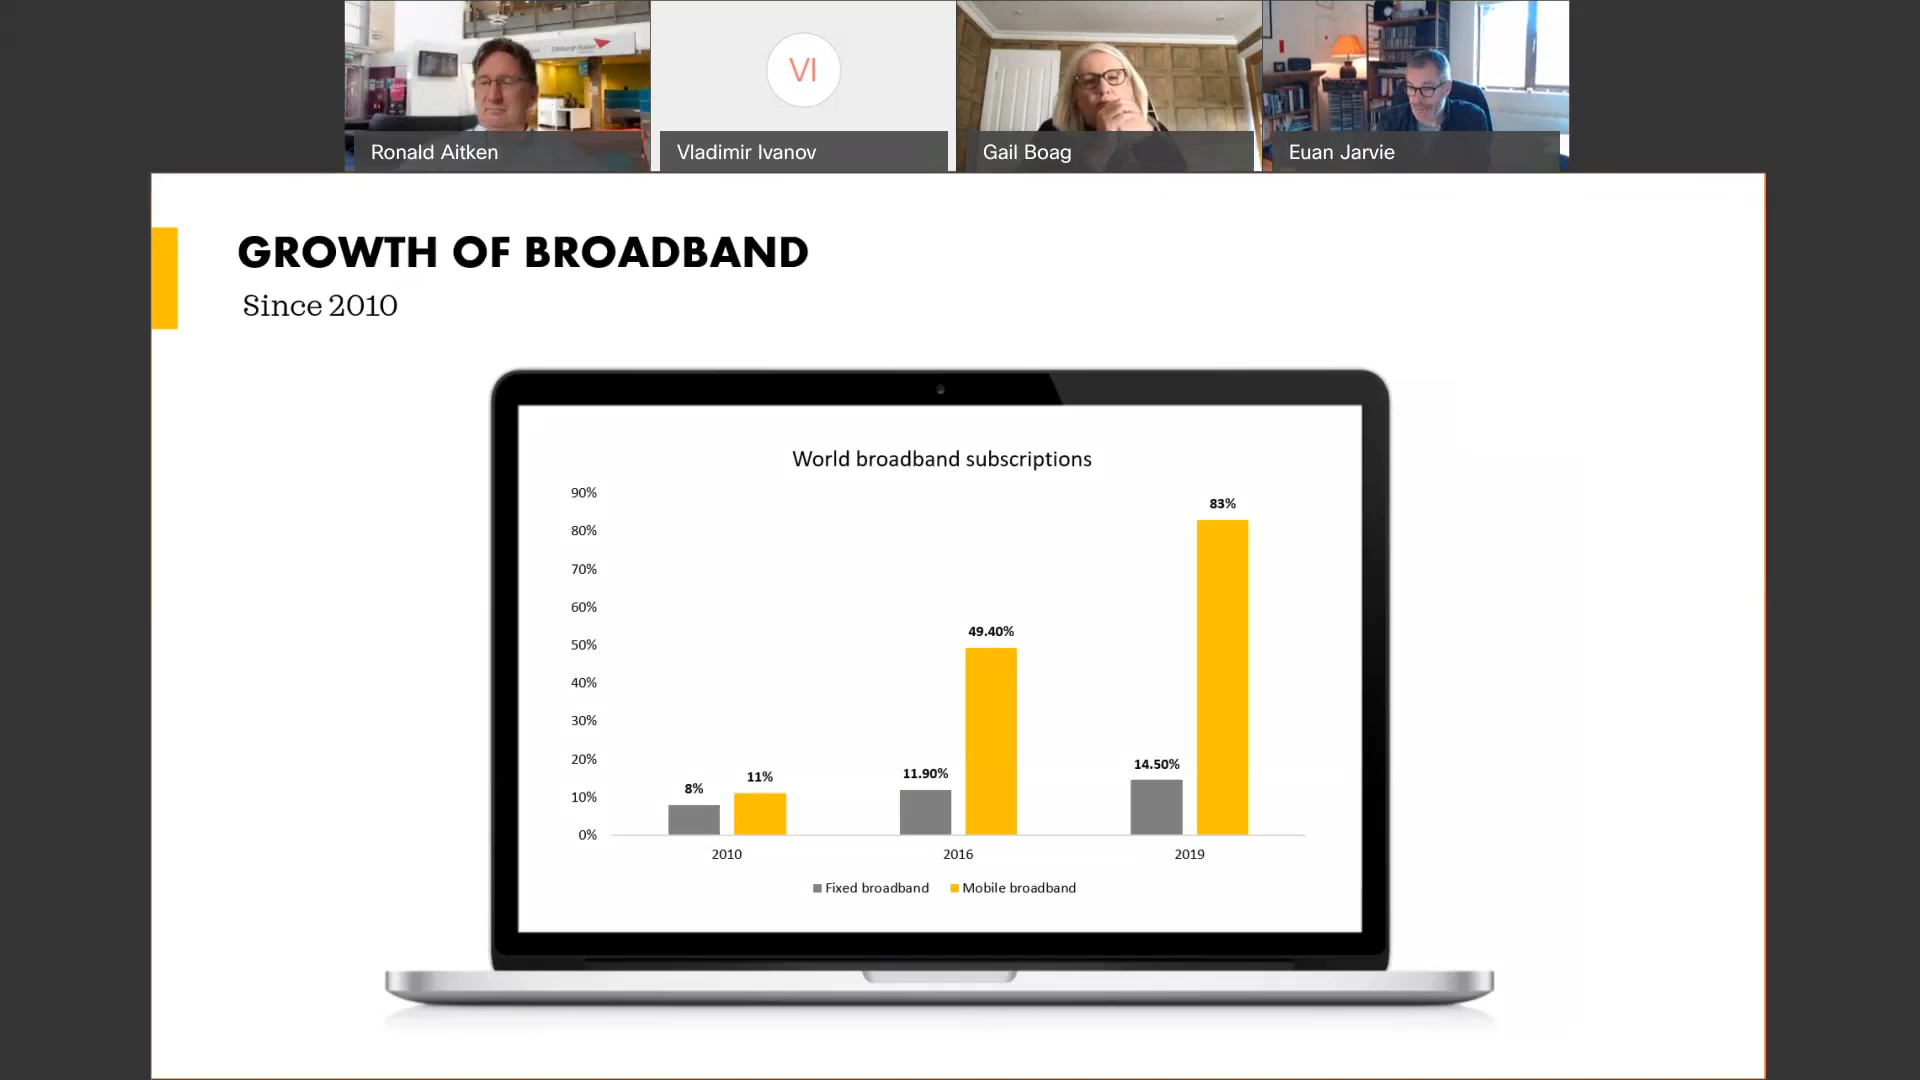 Edinburgh Napier
VI
Ronald Aitken
Vladimir Ivanov
Gail Boag
Euan Jarvie
GROWTH OF BROADBAND
Since 2010
World broadband subscriptions
90%
80%
70%
60%
50%
40%
30%
20%
10%
0%
8%
11%
11.90%
49.40%
14.50%
83%
2010
2016
2019
Fixed broadband
Mobile broadband